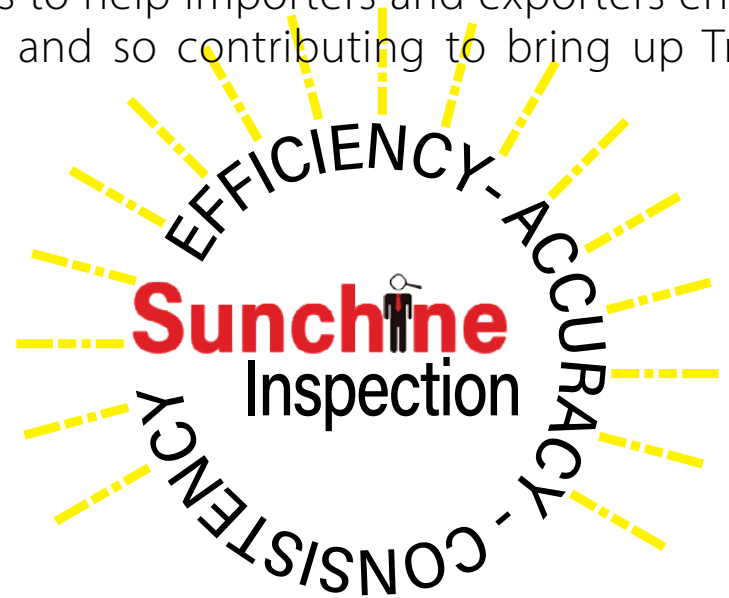 s to help importers and exporters en
and so contributing to bring up Tr
EFFICIENCY - ACCURACY - CONSISTENCY
Sunchine
Inspection